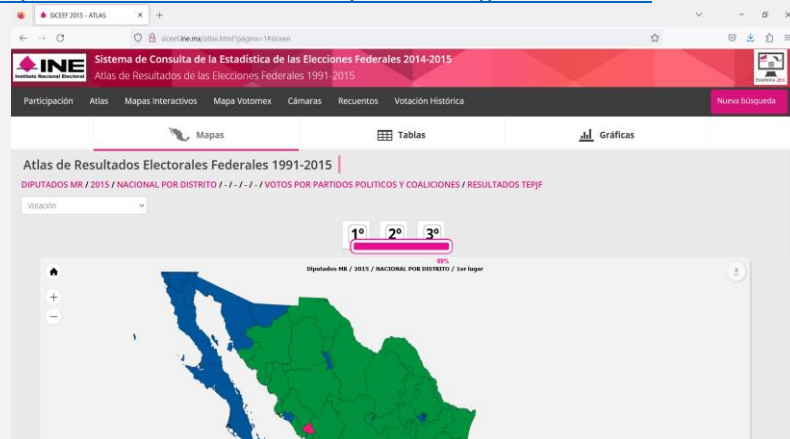 SICEEF 2015 - ATLAS
siceef.ine.mx/atlas.html?página=1#siceen
INE
Instituto Nacional Electoral
Sistema de Consulta de la Estadística de las Elecciones Federales 2014-2015
Atlas de Resultados de las Elecciones Federales 1991-2015
Estadística 2015
Participación Atlas Mapas Interactivos Mapa Votomex Cámaras Recuentos Votación Histórica Nueva búsqueda
Mapas Tablas Gráficas
Atlas de Resultados Electorales Federales 1991-2015
DIPUTADOS MR / 2015 / NACIONAL POR DISTRITO / - / - / - / - / VOTOS POR PARTIDOS POLITICOS Y COALICIONES / RESULTADOS TEPJF
Votación
1° 2° 3°
99%
Diputados MR / 2015 / NACIONAL POR DISTRITO / 1er lugar